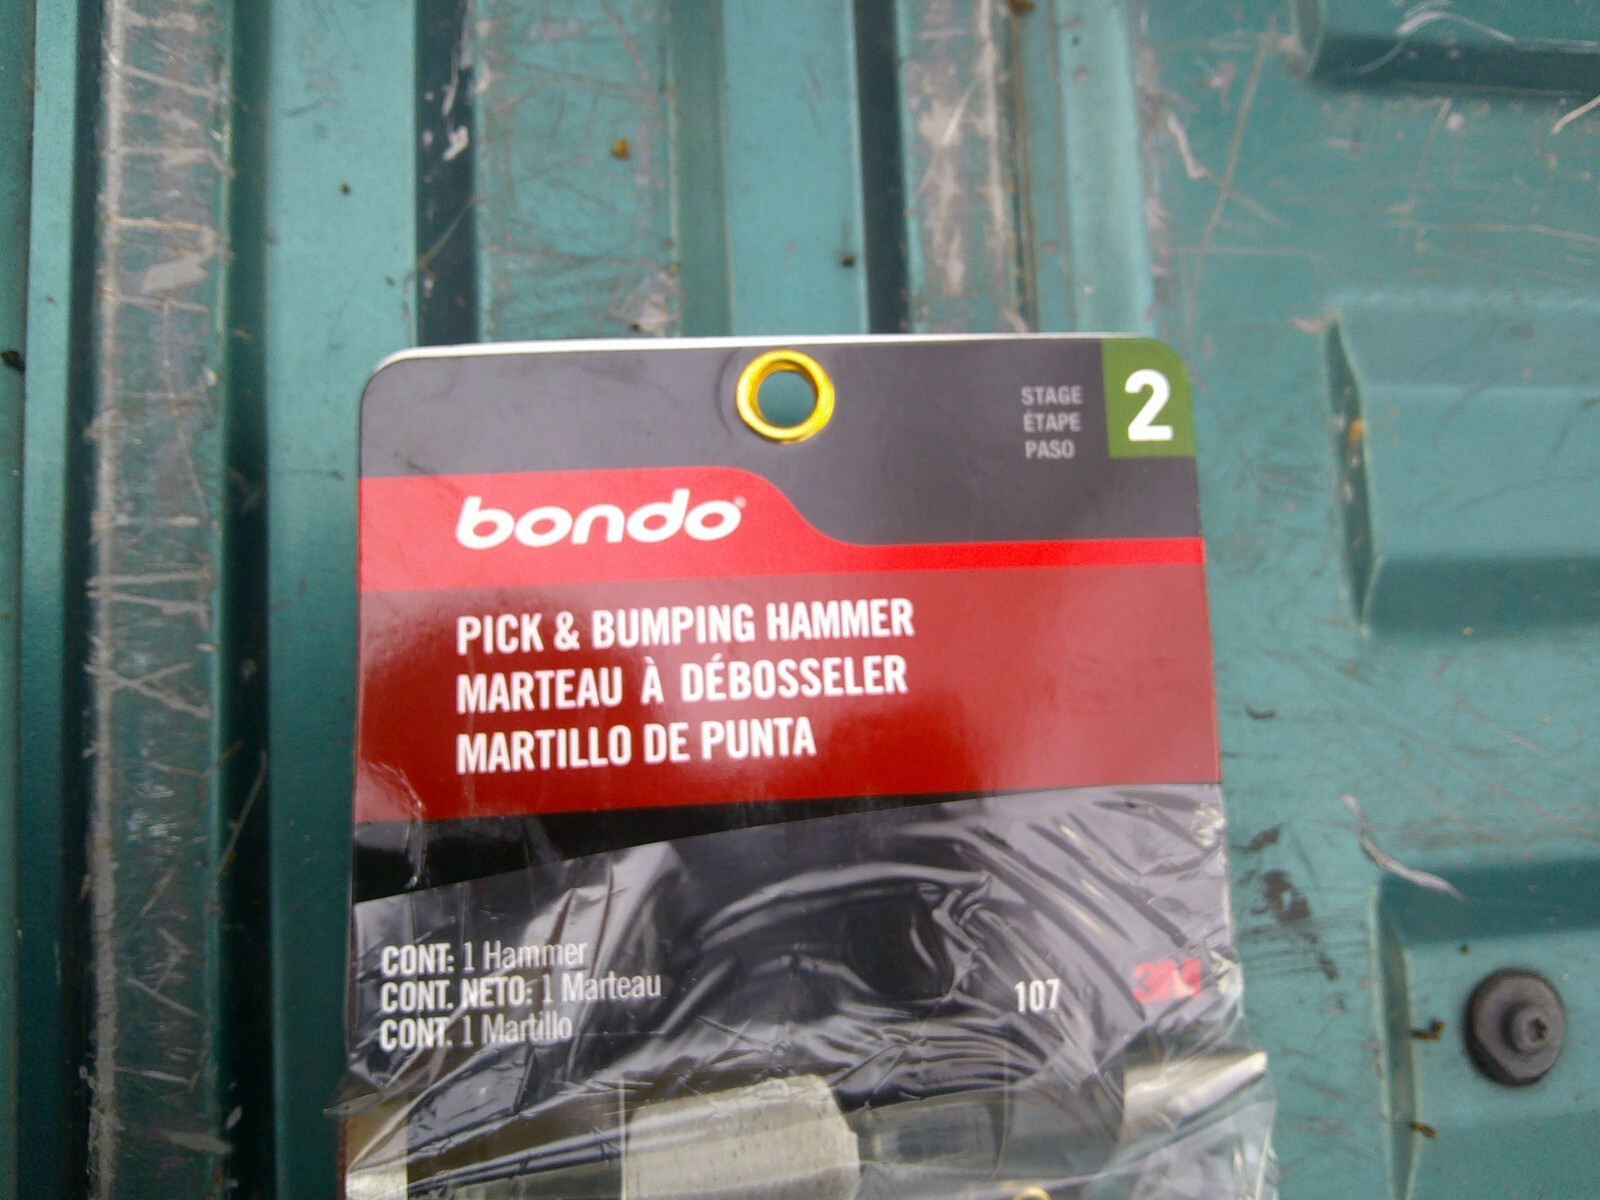 STAGE
ÉTAPE
PASO
2
bondo®
PICK & BUMPING HAMMER
MARTEAU À DÉBOSSELER
MARTILLO DE PUNTA
CONT: 1 Hammer
CONT. NETO: 1 Marteau
CONT. 1 Martillo
107
3M